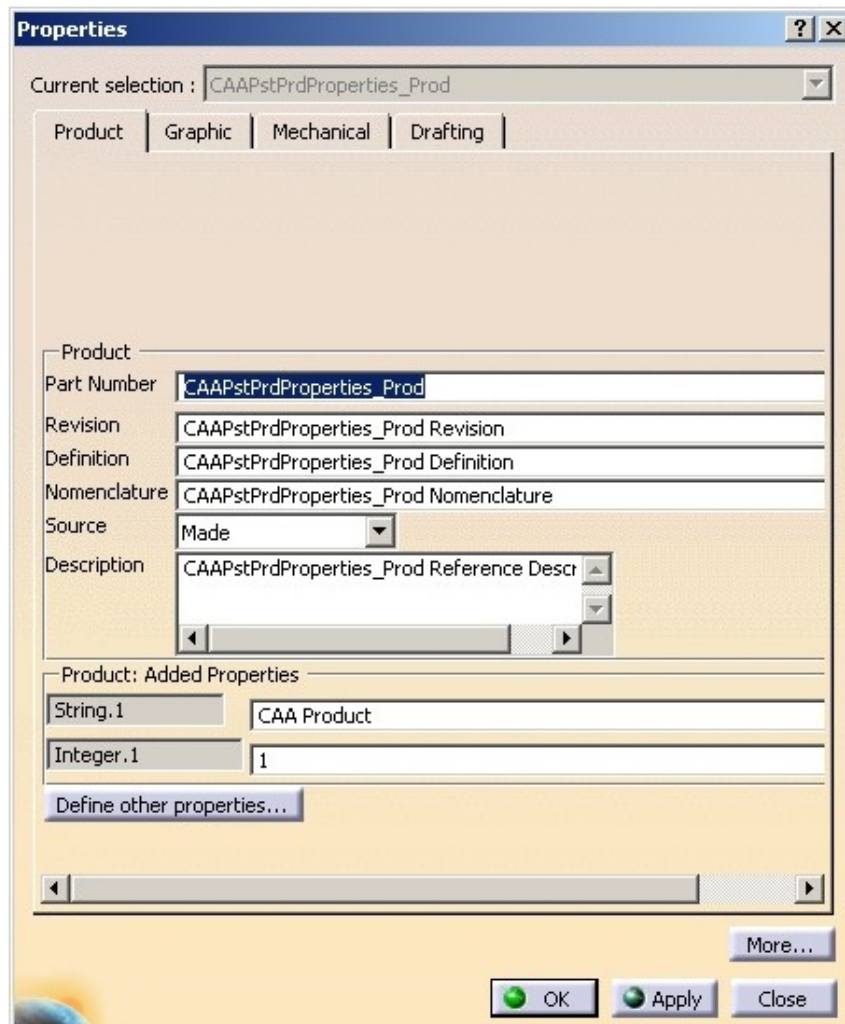 Properties
Current selection : CAAPstPrdProperties_Prod
Product Graphic Mechanical Drafting
Product
Part Number CAAPstPrdProperties_Prod
Revision CAAPstPrdProperties_Prod Revision
Definition CAAPstPrdProperties_Prod Definition
Nomenclature CAAPstPrdProperties_Prod Nomenclature
Source Made
Description CAAPstPrdProperties_Prod Reference Descr
Product: Added Properties
String.1 CAA Product
Integer.1 1
Define other properties...
More...
OK Apply Close